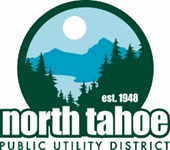 est. 1948
north tahoe
PUBLIC UTILITY DISTRICT